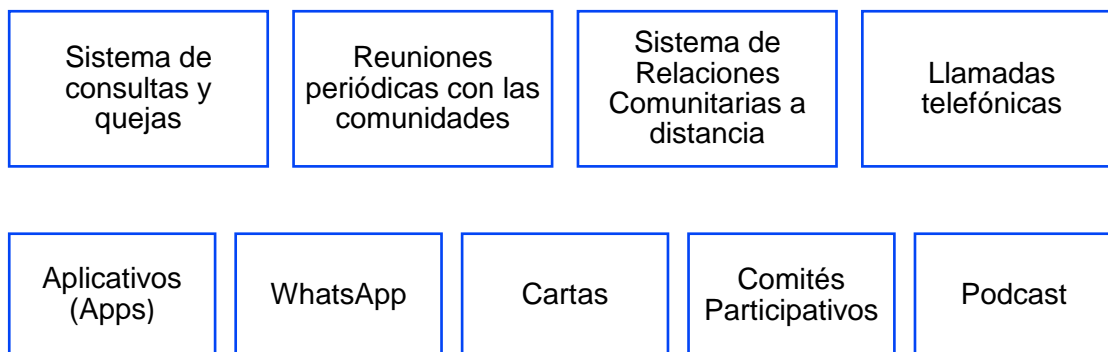 Sistema de
consultas y
quejas
Reuniones
periódicas con las
comunidades
Sistema de
Relaciones
Comunitarias a
distancia
Llamadas
telefónicas
Aplicativos
(Apps)
WhatsApp
Cartas
Comités
Participativos
Podcast